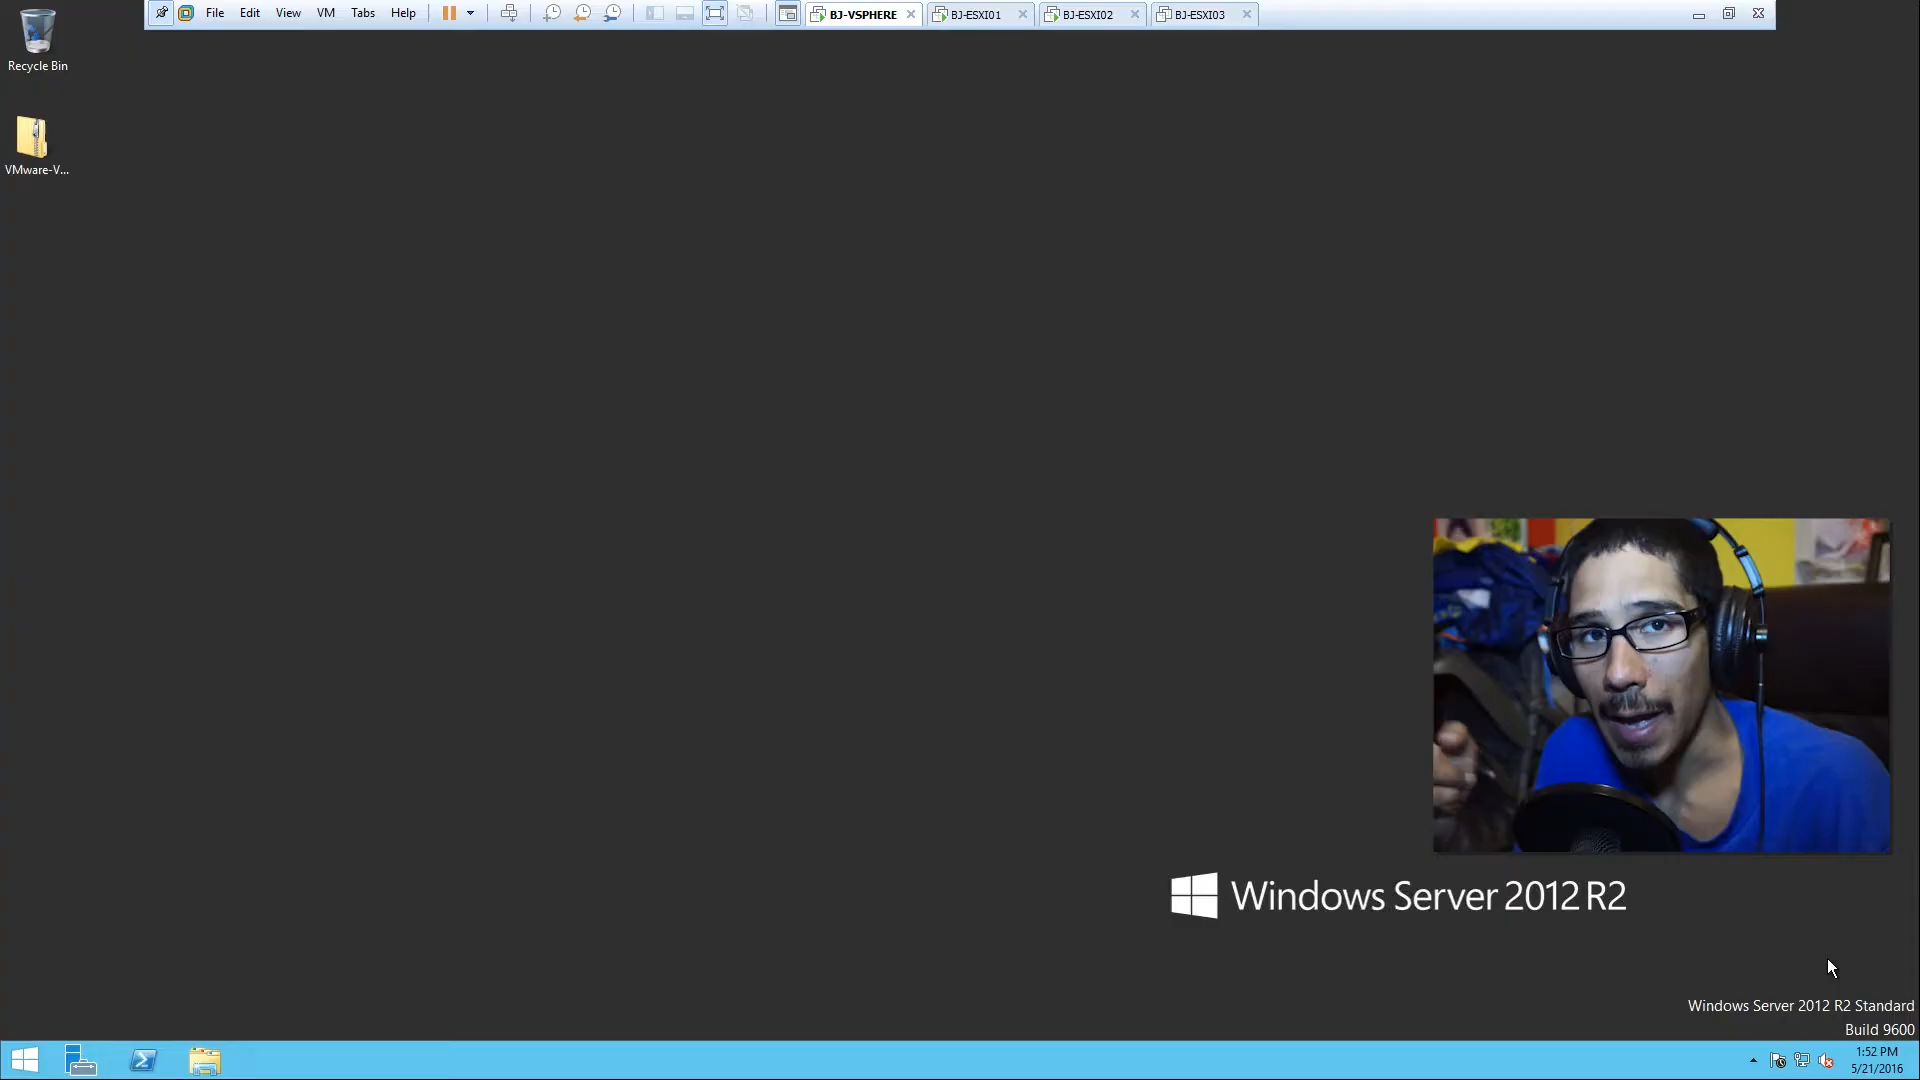 File Edit View VM Tabs Help BJ-VSPHERE BJ-ESXI01 BJ-ESXI02 BJ-ESXI03
Recycle Bin
VMware-V...
Windows Server 2012 R2
Windows Server 2012 R2 Standard
Build 9600
1:52 PM
5/21/2016